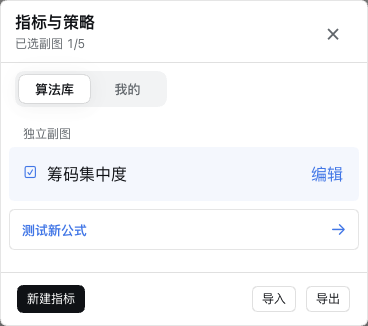 指标与策略
已选副图 1/5
算法库 我的
独立副图
筹码集中度 编辑
测试新公式
新建指标 导入 导出